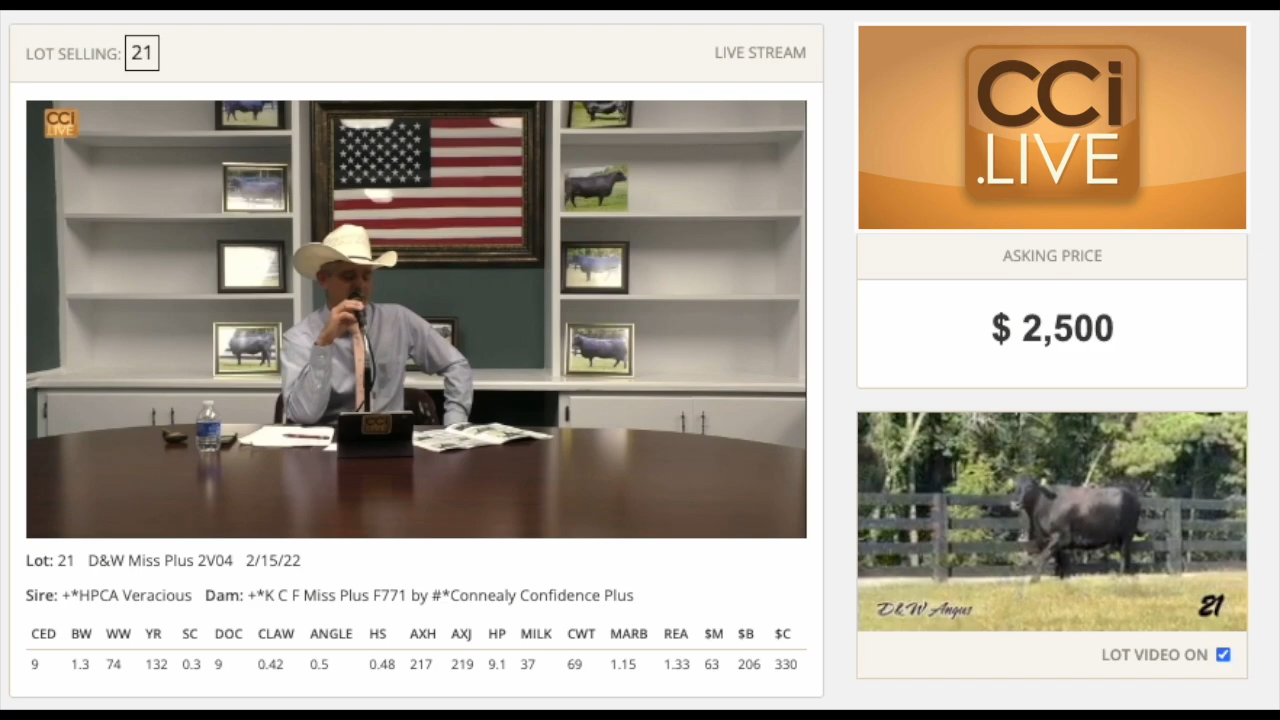 LOT SELLING: 21
LIVE STREAM
CCi
LIVE
CCi
LIVE
CCi
.LIVE
ASKING PRICE
$ 2,500
Lot: 21 D&W Miss Plus 2V04 2/15/22
Sire: +*HPCA Veracious Dam: +*K C F Miss Plus F771 by #*Connealy Confidence Plus
CED BW WW YR SC DOC CLAW ANGLE HS AXH AXJ HP MILK CWT MARB REA $M $B $C
9 1.3 74 132 0.3 9 0.42 0.5 0.48 217 219 9.1 37 69 1.15 1.33 63 206 330
D&W Angus 21
LOT VIDEO ON